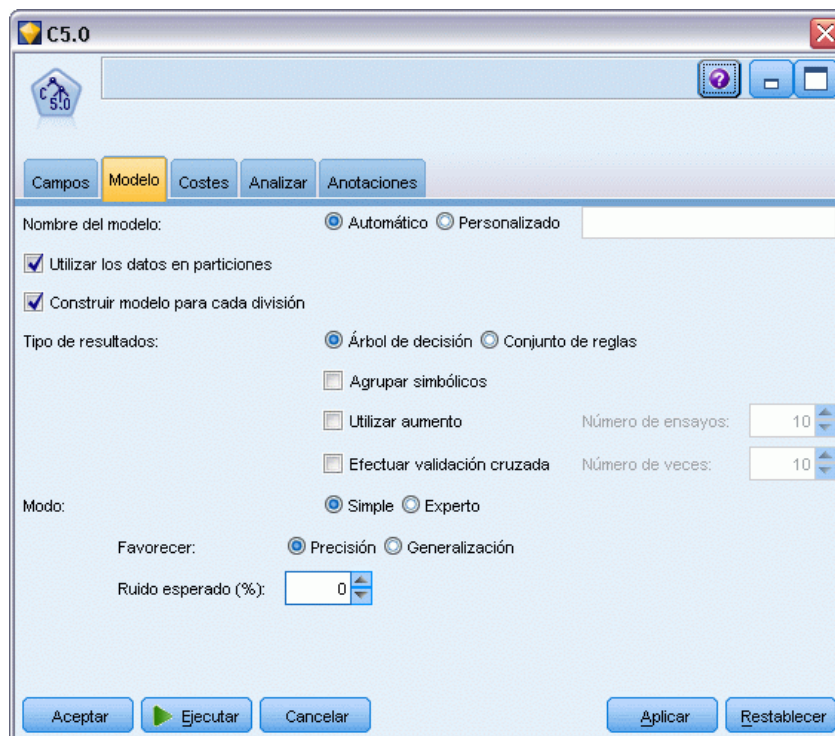 C5.0
C 5.0
Campos Modelo Costes Analizar Anotaciones
Nombre del modelo: Automático Personalizado
Utilizar los datos en particiones
Construir modelo para cada división
Tipo de resultados: Árbol de decisión Conjunto de reglas
Agrupar simbólicos
Utilizar aumento Número de ensayos: 10
Efectuar validación cruzada Número de veces: 10
Modo: Simple Experto
Favorecer: Precisión Generalización
Ruido esperado (%): 0
Aceptar Ejecutar Cancelar Aplicar Restablecer